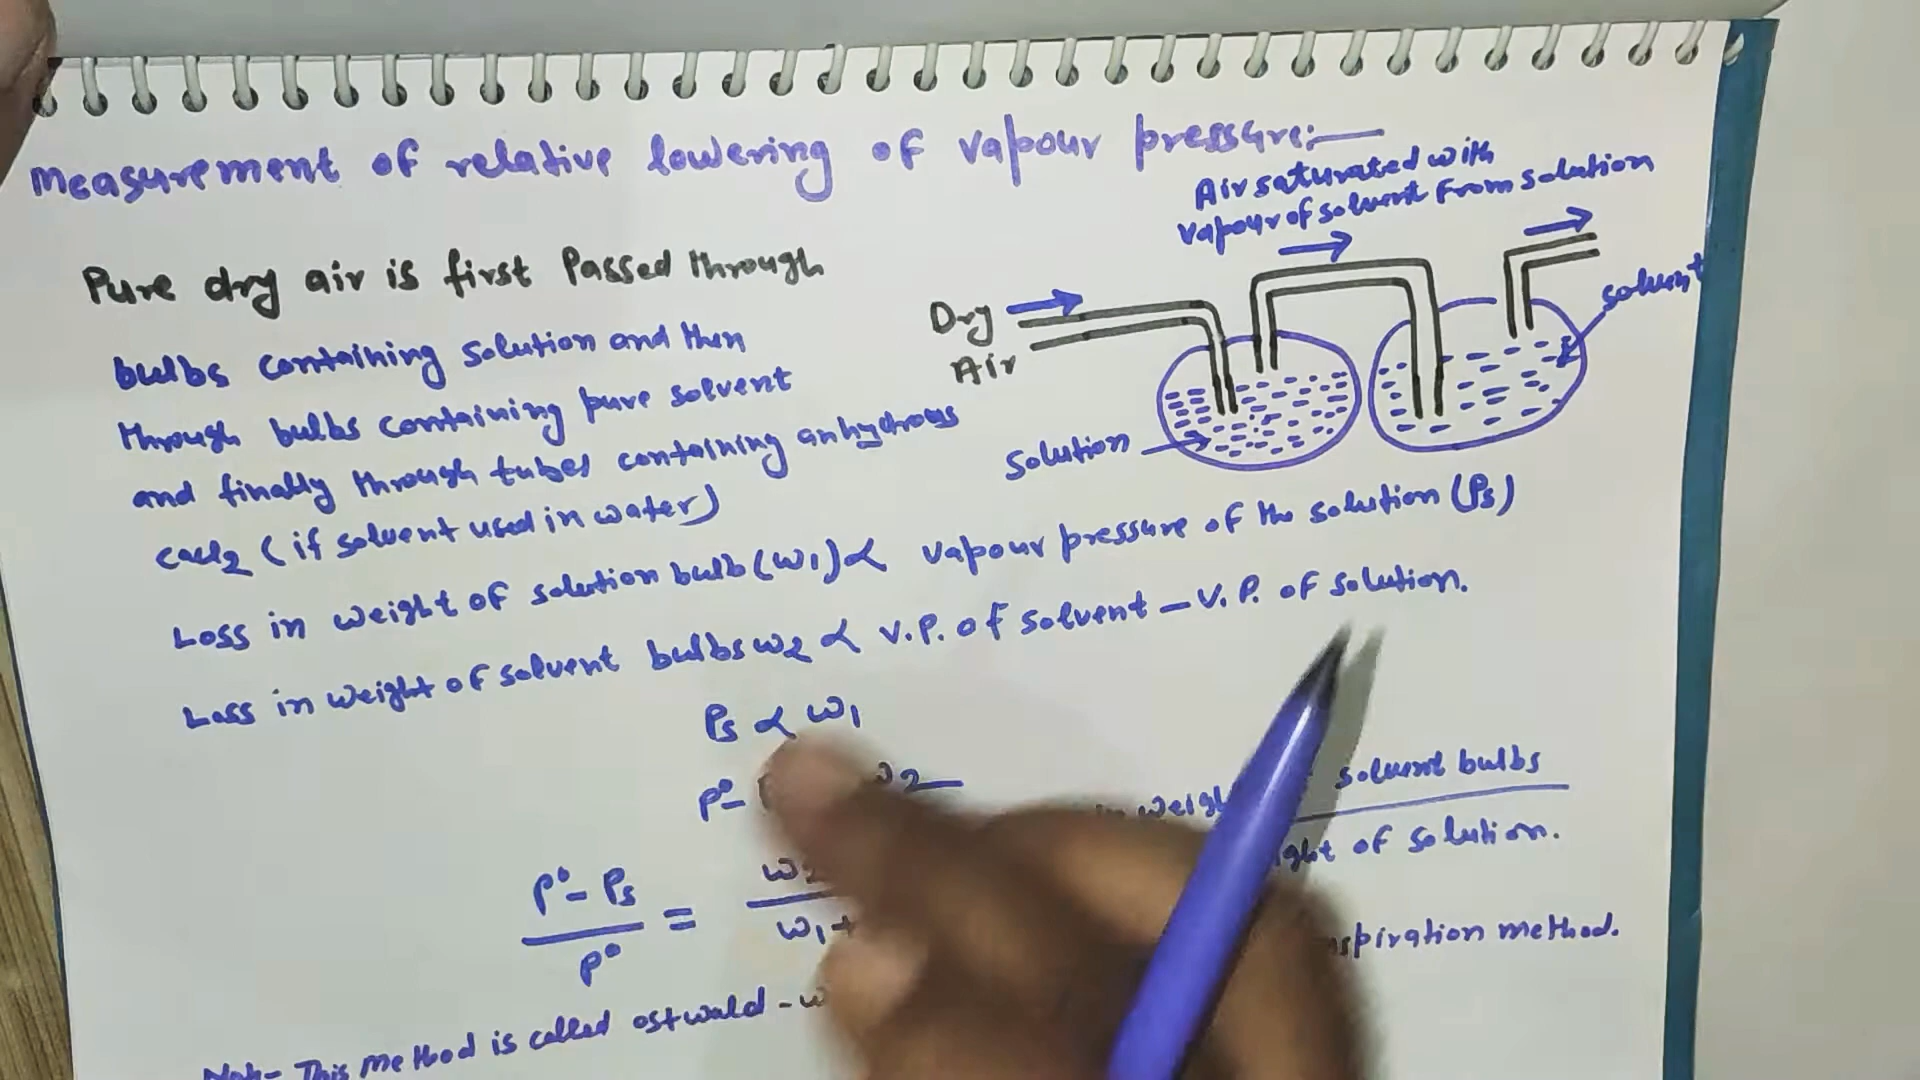 Measurement of relative lowering of vapour pressure:—
Air saturated with
vapour of solvent from solution
Pure dry air is first passed through
bulbs containing solution and then
through bulbs containing pure solvent
and finally through tubes containing anhydrous
CaCl2 (if solvent used in water)
Dry
Air
solvent
solution
Loss in weight of solution bulb (w1) ∝ vapour pressure of the solution (Ps)
Loss in weight of solvent bulbs w2 ∝ V.P. of solvent — V.P. of solution.
Ps ∝ w1
P° -
solvent bulbs
of solution.
P° - Ps / P° =
w1 +
This method is called ostwald -
method.